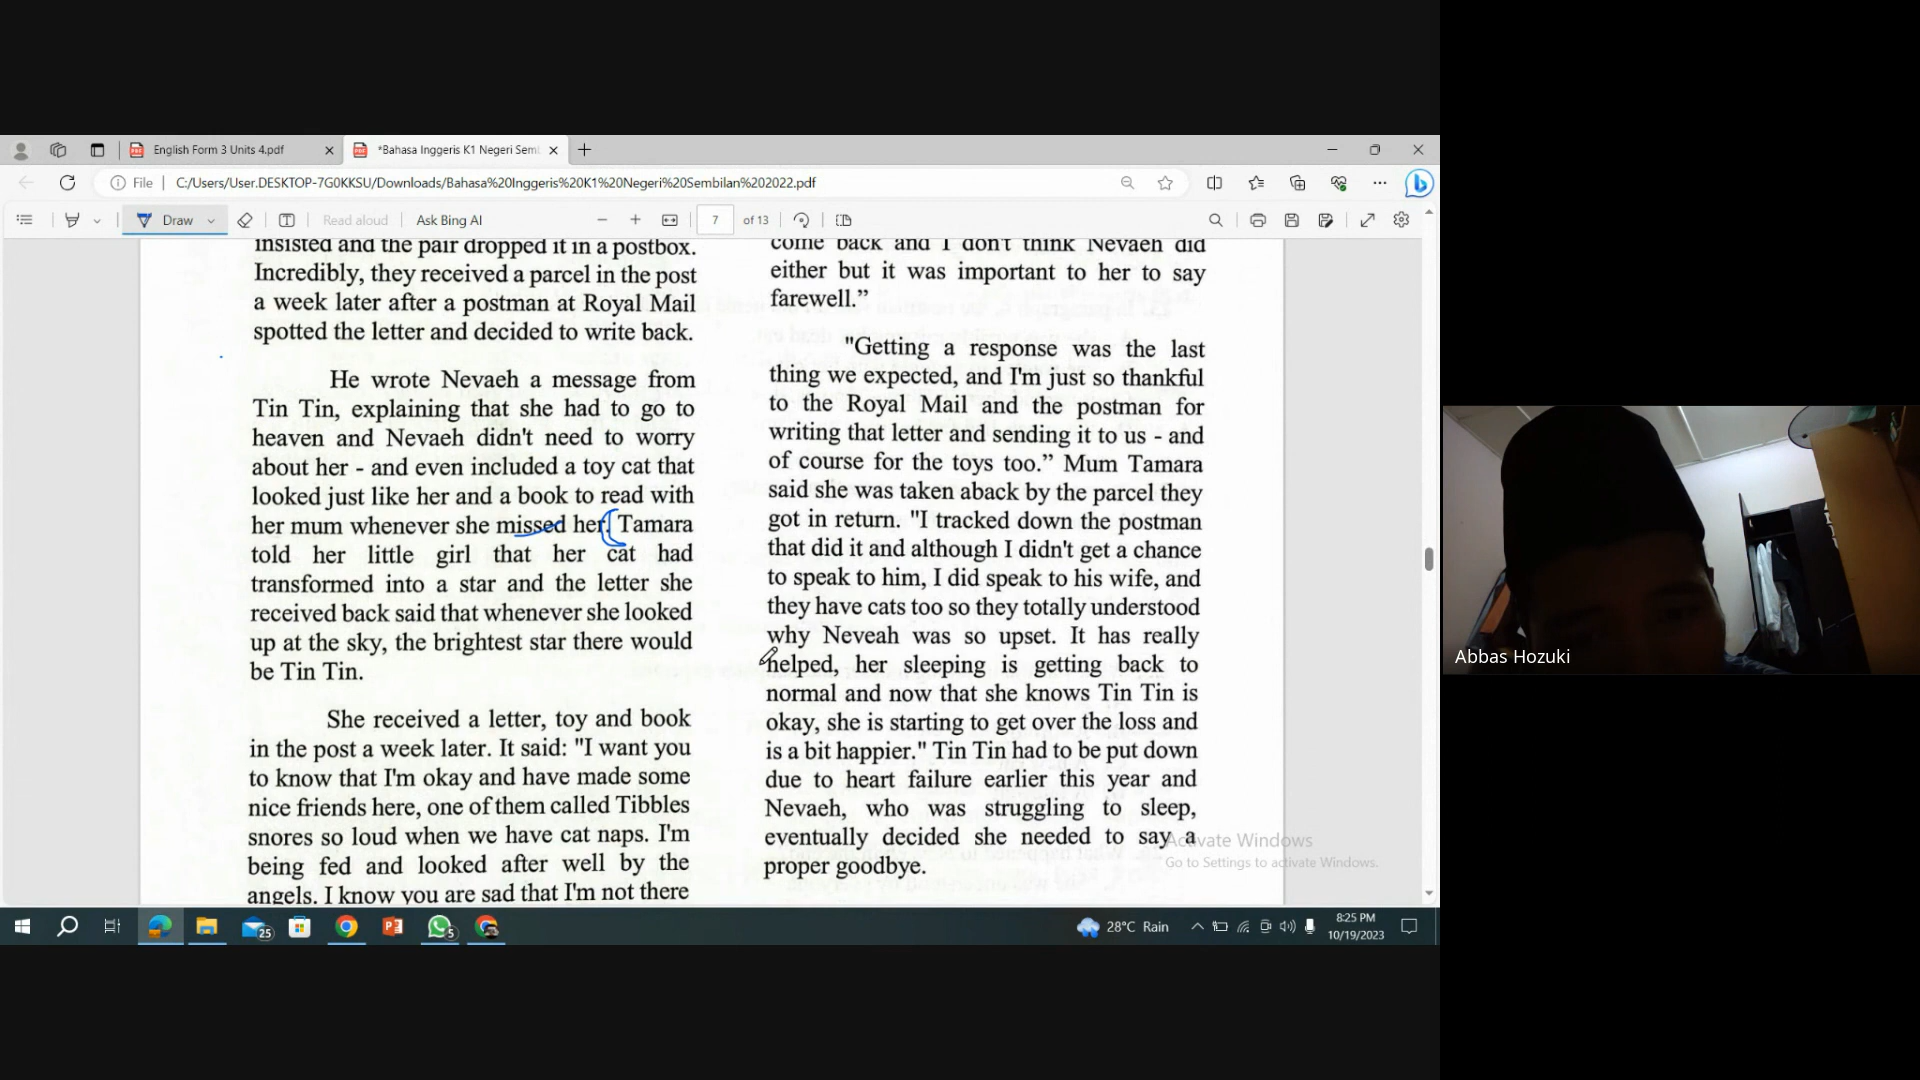 English Form 3 Units 4.pdf
*Bahasa Inggeris K1 Negeri Sem
File
C:/Users/User.DESKTOP-7G0KKSU/Downloads/Bahasa%20Inggeris%20K1%20Negeri%20Sembilan%202022.pdf
Draw
Read aloud
Ask Bing AI
7
of 13
insisted and the pair dropped it in a postbox.
Incredibly, they received a parcel in the post
a week later after a postman at Royal Mail
spotted the letter and decided to write back.
He wrote Nevaeh a message from
Tin Tin, explaining that she had to go to
heaven and Nevaeh didn't need to worry
about her - and even included a toy cat that
looked just like her and a book to read with
her mum whenever she missed her. Tamara
told her little girl that her cat had
transformed into a star and the letter she
received back said that whenever she looked
up at the sky, the brightest star there would
be Tin Tin.
She received a letter, toy and book
in the post a week later. It said: "I want you
to know that I'm okay and have made some
nice friends here, one of them called Tibbles
snores so loud when we have cat naps. I'm
being fed and looked after well by the
angels. I know you are sad that I'm not there
come back and I don't think Nevaeh did
either but it was important to her to say
farewell.”
"Getting a response was the last
thing we expected, and I'm just so thankful
to the Royal Mail and the postman for
writing that letter and sending it to us - and
of course for the toys too.” Mum Tamara
said she was taken aback by the parcel they
got in return. "I tracked down the postman
that did it and although I didn't get a chance
to speak to him, I did speak to his wife, and
they have cats too so they totally understood
why Neveah was so upset. It has really
helped, her sleeping is getting back to
normal and now that she knows Tin Tin is
okay, she is starting to get over the loss and
is a bit happier." Tin Tin had to be put down
due to heart failure earlier this year and
Nevaeh, who was struggling to sleep,
eventually decided she needed to say a
proper goodbye.
Activate Windows
Go to Settings to activate Windows.
25
5
28°C Rain
8:25 PM
10/19/2023
Abbas Hozuki